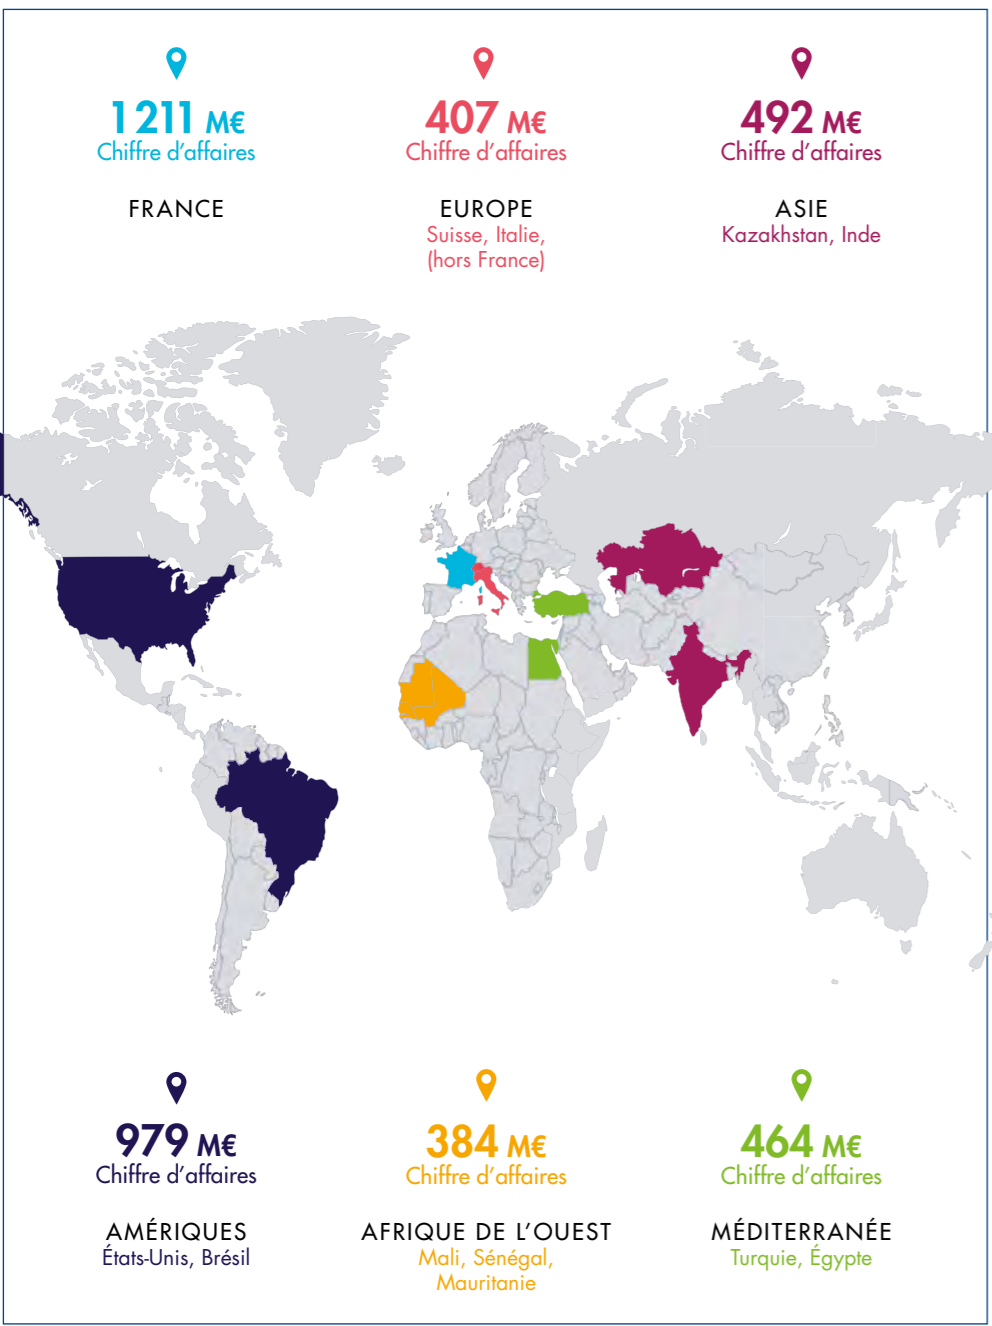 1 211 M€
Chiffre d’affaires
FRANCE
407 M€
Chiffre d’affaires
EUROPE
Suisse, Italie,
(hors France)
492 M€
Chiffre d’affaires
ASIE
Kazakhstan, Inde
979 M€
Chiffre d’affaires
AMÉRIQUES
États-Unis, Brésil
384 M€
Chiffre d’affaires
AFRIQUE DE L’OUEST
Mali, Sénégal,
Mauritanie
464 M€
Chiffre d’affaires
MÉDITERRANÉE
Turquie, Égypte